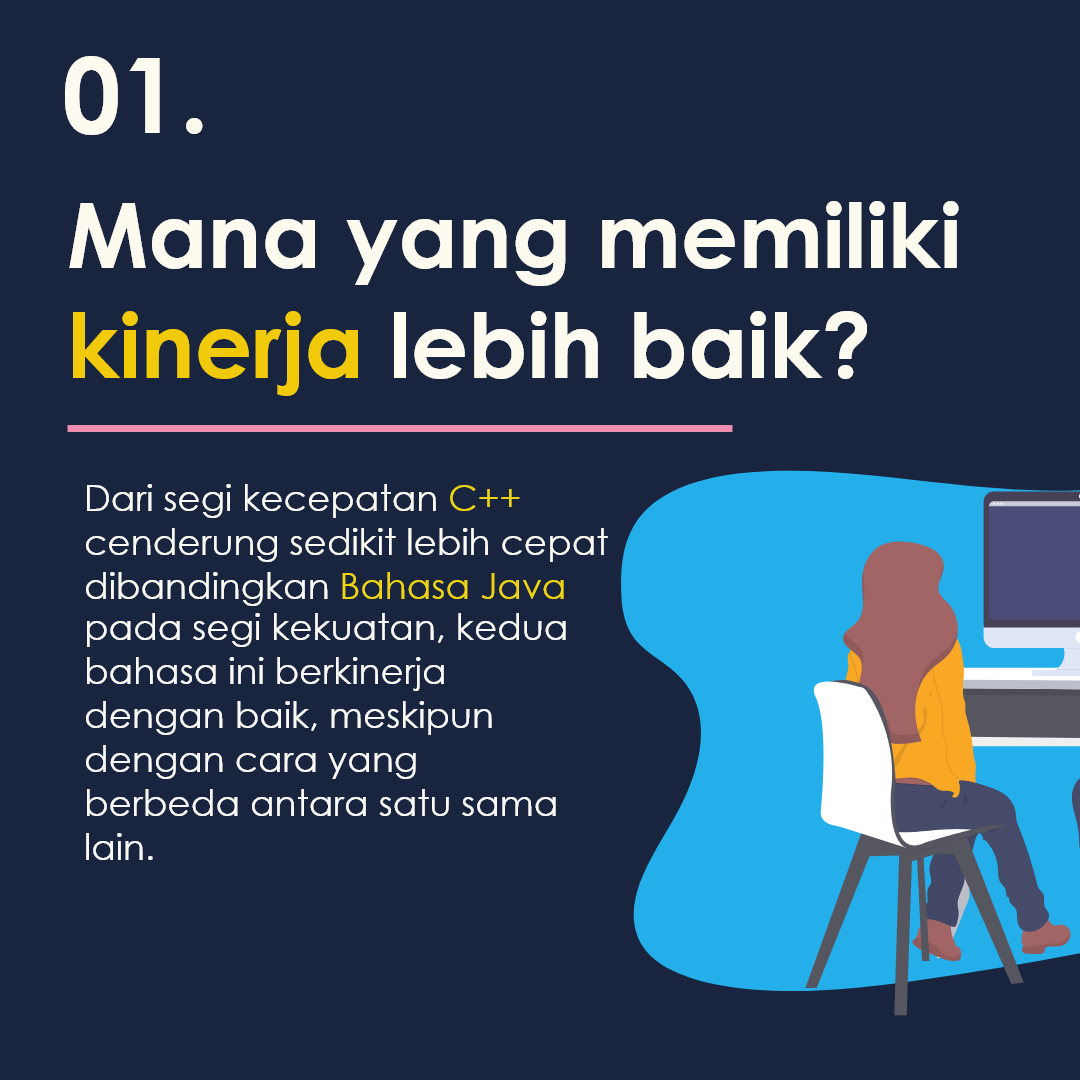 01.
Mana yang memiliki
kinerja lebih baik?
Dari segi kecepatan C++
cenderung sedikit lebih cepat
dibandingkan Bahasa Java
pada segi kekuatan, kedua
bahasa ini berkinerja
dengan baik, meskipun
dengan cara yang
berbeda antara satu sama
lain.